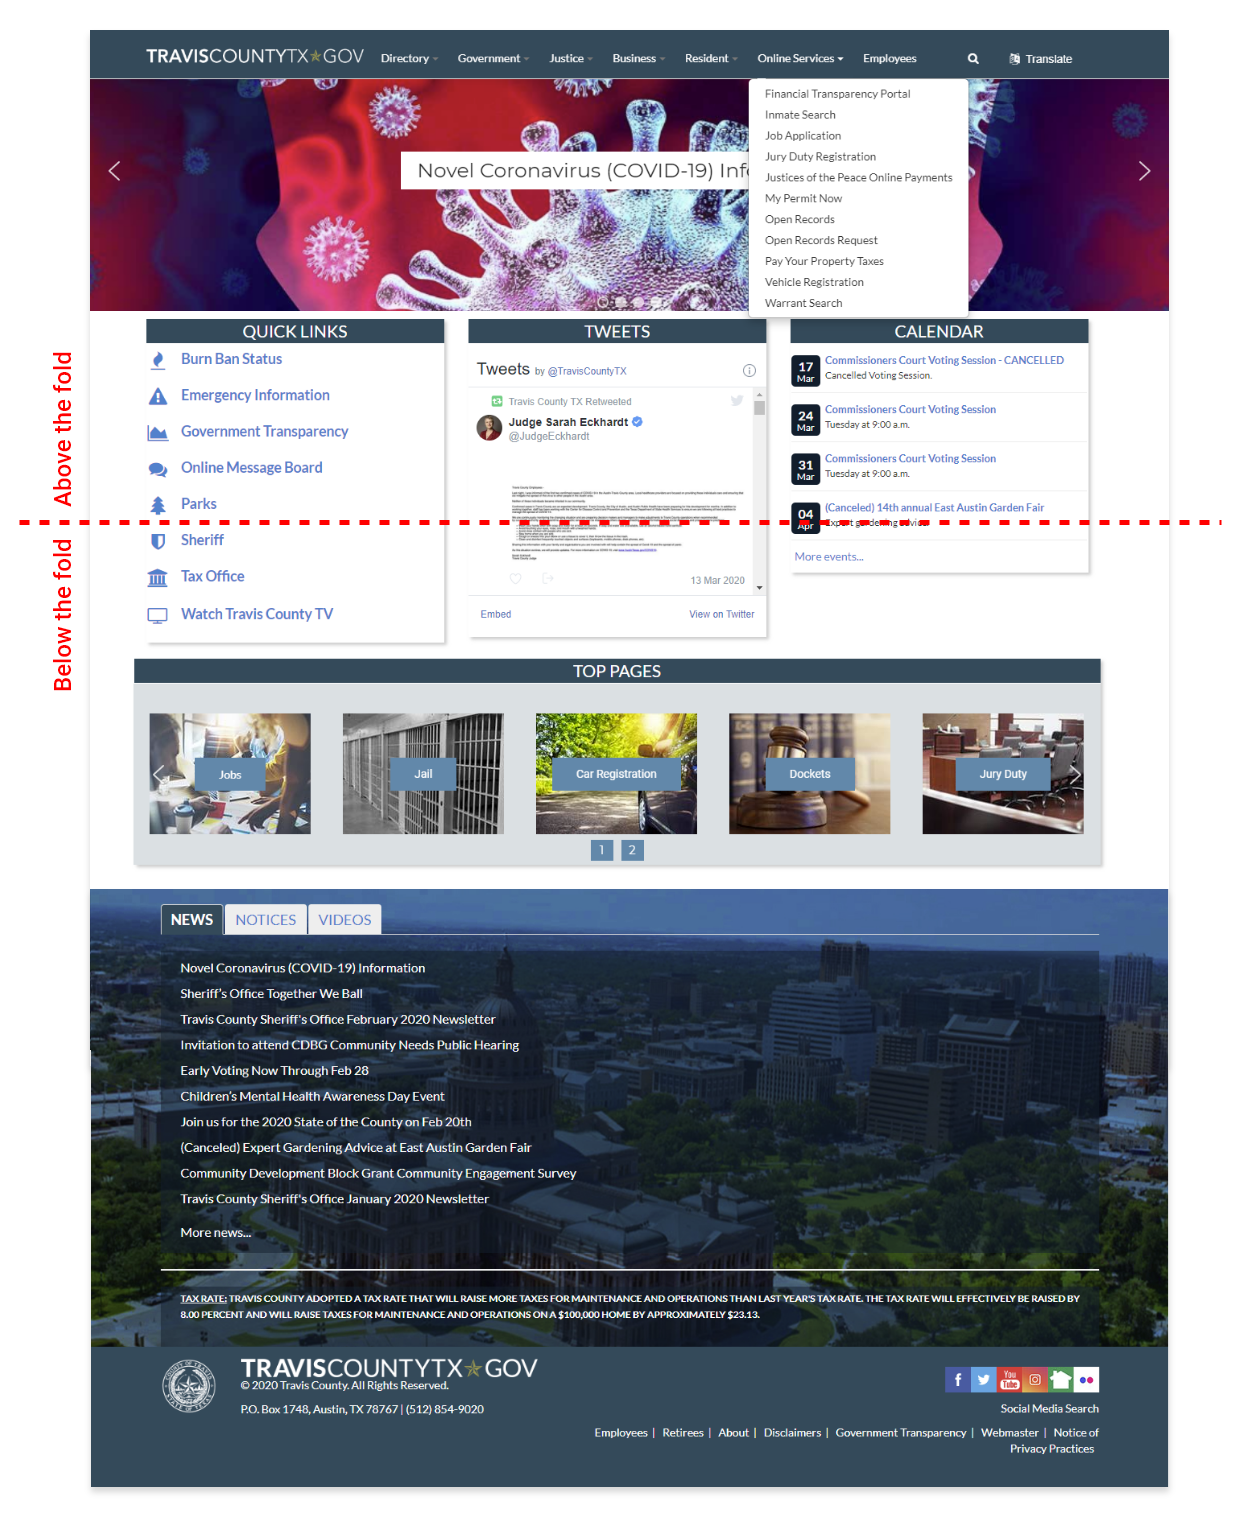 TRAVISCOUNTYTX★GOV
Directory
Government
Justice
Business
Resident
Online Services
Employees
Translate
Financial Transparency Portal
Inmate Search
Job Application
Jury Duty Registration
Justices of the Peace Online Payments
My Permit Now
Open Records
Open Records Request
Pay Your Property Taxes
Vehicle Registration
Warrant Search
Novel Coronavirus (COVID-19)
Above the fold
Below the fold
QUICK LINKS
Burn Ban Status
Emergency Information
Government Transparency
Online Message Board
Parks
Sheriff
Tax Office
Watch Travis County TV
TWEETS
Tweets by @TravisCountyTX
Travis County TX Retweeted
Judge Sarah Eckhardt
@JudgeEckhardt
13 Mar 2020
Embed
View on Twitter
CALENDAR
17 Mar
Commissioners Court Voting Session - CANCELLED
Cancelled Voting Session.
24 Mar
Commissioners Court Voting Session
Tuesday at 9:00 a.m.
31 Mar
Commissioners Court Voting Session
Tuesday at 9:00 a.m.
04 Apr
(Canceled) 14th annual East Austin Garden Fair
Expert gardening advice
More events...
TOP PAGES
Jobs
Jail
Car Registration
Dockets
Jury Duty
1 2
NEWS
NOTICES
VIDEOS
Novel Coronavirus (COVID-19) Information
Sheriff's Office Together We Ball
Travis County Sheriff's Office February 2020 Newsletter
Invitation to attend CDBG Community Needs Public Hearing
Early Voting Now Through Feb 28
Children's Mental Health Awareness Day Event
Join us for the 2020 State of the County on Feb 20th
(Canceled) Expert Gardening Advice at East Austin Garden Fair
Community Development Block Grant Community Engagement Survey
Travis County Sheriff's Office January 2020 Newsletter
More news...
TAX RATE: TRAVIS COUNTY ADOPTED A TAX RATE THAT WILL RAISE MORE TAXES FOR MAINTENANCE AND OPERATIONS THAN LAST YEAR'S TAX RATE. THE TAX RATE WILL EFFECTIVELY BE RAISED BY
8.00 PERCENT AND WILL RAISE TAXES FOR MAINTENANCE AND OPERATIONS ON A $100,000 HOME BY APPROXIMATELY $23.13.
TRAVISCOUNTYTX★GOV
© 2020 Travis County. All Rights Reserved.
P.O. Box 1748, Austin, TX 78767 | (512) 854-9020
You Tube
Social Media Search
Employees | Retirees | About | Disclaimers | Government Transparency | Webmaster | Notice of
Privacy Practices